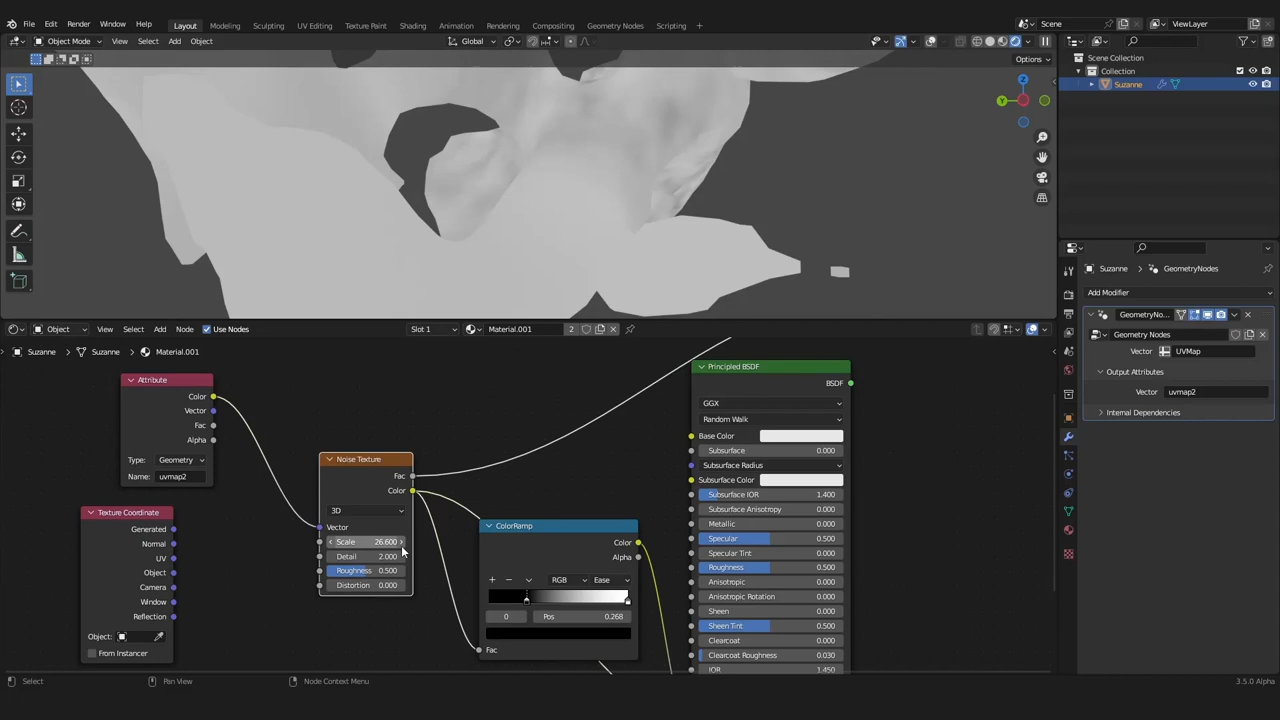 File Edit Render Window Help Layout Modeling Sculpting UV Editing Texture Paint Shading Animation Rendering Compositing Geometry Nodes Scripting + Scene ViewLayer
Object Mode View Select Add Object Global
Options
Scene Collection
Collection
Suzanne
Z
Y
Object View Select Add Node Use Nodes Slot 1 Material.001 2
Suzanne Suzanne Material.001
Attribute
Color
Vector
Fac
Alpha
Type: Geometry
Name: uvmap2
Texture Coordinate
Generated
Normal
UV
Object
Camera
Window
Reflection
Object:
From Instancer
Noise Texture
Fac
Color
3D
Vector
Scale 26.600
Detail 2.000
Roughness 0.500
Distortion 0.000
ColorRamp
Color
Alpha
+ − RGB Ease
0 Pos 0.268
Fac
Principled BSDF
BSDF
GGX
Random Walk
Base Color
Subsurface 0.000
Subsurface Radius
Subsurface Color
Subsurface IOR 1.400
Subsurface Anisotropy 0.000
Metallic 0.000
Specular 0.500
Specular Tint 0.000
Roughness 0.500
Anisotropic 0.000
Anisotropic Rotation 0.000
Sheen 0.000
Sheen Tint 0.500
Clearcoat 0.000
Clearcoat Roughness 0.030
IOR 1.450
Suzanne GeometryNodes
Add Modifier
GeometryNo...
Geometry Nodes
Vector UVMap
Output Attributes
Vector uvmap2
Internal Dependencies
Select Pan View Node Context Menu 3.5.0 Alpha